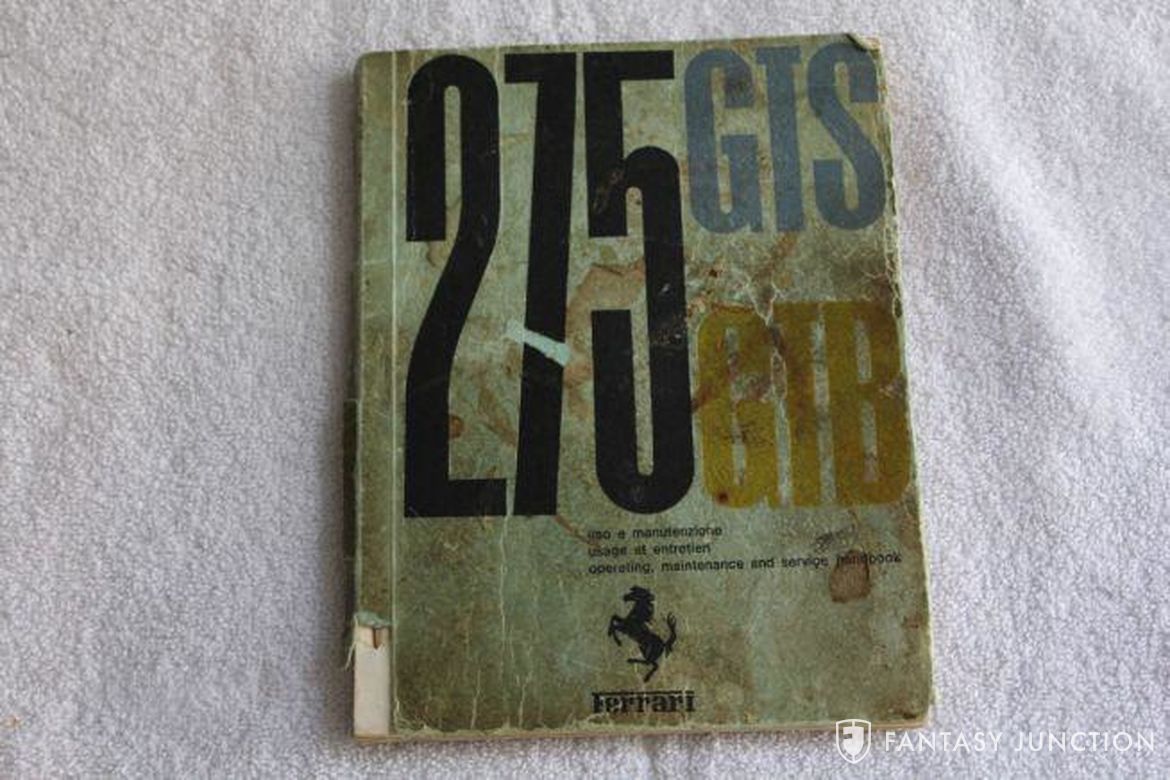 275 GTS
GTB
uso e manutenzione
usage et entretien
operating, maintenance and service handbook
Ferrari
FANTASY JUNCTION